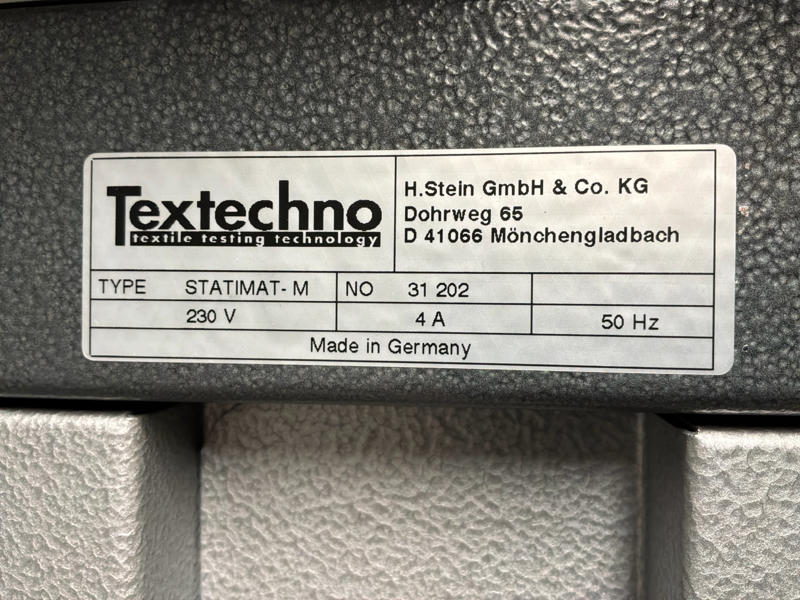 Textechno
textile testing technology
H.Stein GmbH & Co. KG
Dohrweg 65
D 41066 Mönchengladbach
TYPE STATIMAT- M NO 31 202
230 V 4 A 50 Hz
Made in Germany